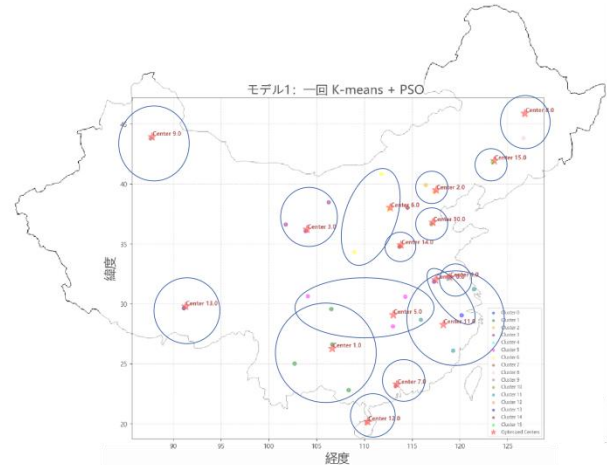 モデル1: 一回 K-means + PSO
緯度
経度
45
40
35
30
25
20
90
95
100
105
110
115
120
125
Center 9.0
Center 15.0
Center 2.0
Center 6.0
Center 10.0
Center 3.0
Center 14.0
Center 13.0
Center 5.0
Center 11.0
Center 1.0
Center 7.0
Center 12.0
Cluster 0
Cluster 1
Cluster 2
Cluster 3
Cluster 4
Cluster 5
Cluster 6
Cluster 7
Cluster 8
Cluster 9
Cluster 10
Cluster 11
Cluster 12
Cluster 13
Cluster 14
Cluster 15
Optimized Centers